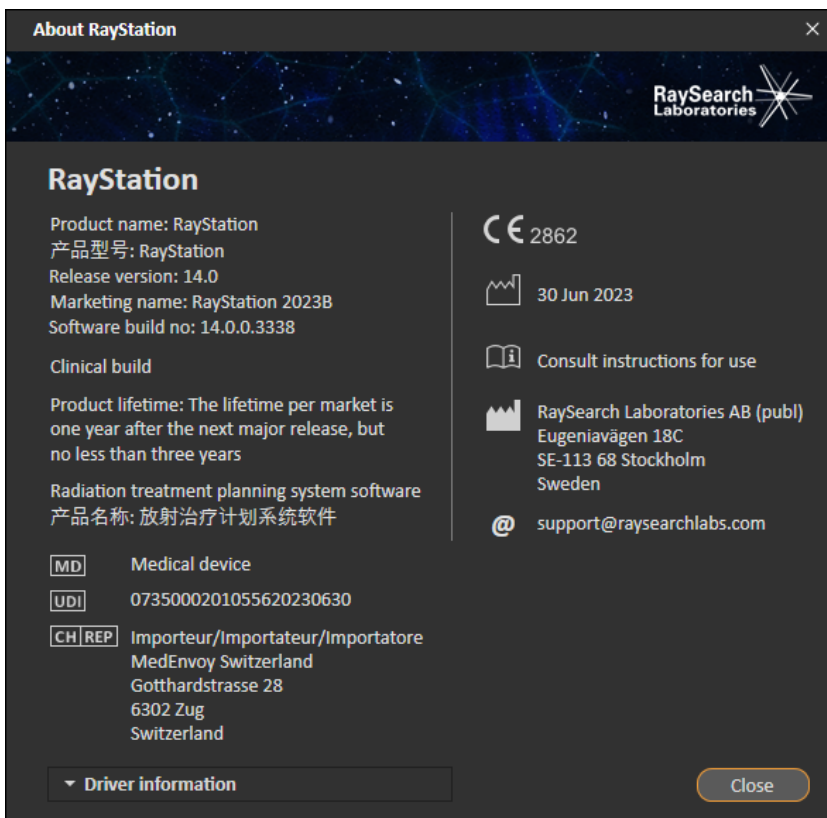 About RayStation
RaySearch
Laboratories
RayStation
Product name: RayStation
产品型号: RayStation
Release version: 14.0
Marketing name: RayStation 2023B
Software build no: 14.0.0.3338
Clinical build
Product lifetime: The lifetime per market is
one year after the next major release, but
no less than three years
Radiation treatment planning system software
产品名称: 放射治疗计划系统软件
CE 2862
30 Jun 2023
Consult instructions for use
RaySearch Laboratories AB (publ)
Eugeniavägen 18C
SE-113 68 Stockholm
Sweden
@ support@raysearchlabs.com
MD Medical device
UDI 0735000201055620230630
CH REP Importeur/Importateur/Importatore
MedEnvoy Switzerland
Gotthardstrasse 28
6302 Zug
Switzerland
Driver information
Close